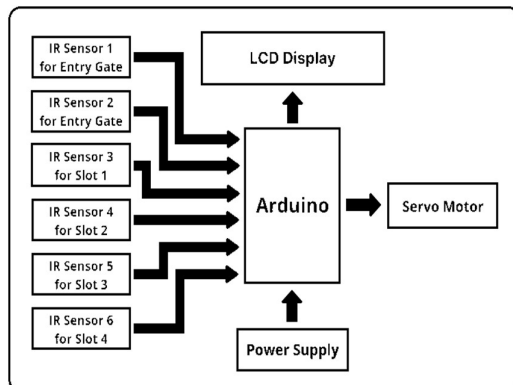 IR Sensor 1
for Entry Gate
IR Sensor 2
for Entry Gate
IR Sensor 3
for Slot 1
IR Sensor 4
for Slot 2
IR Sensor 5
for Slot 3
IR Sensor 6
for Slot 4
LCD Display
Arduino
Servo Motor
Power Supply